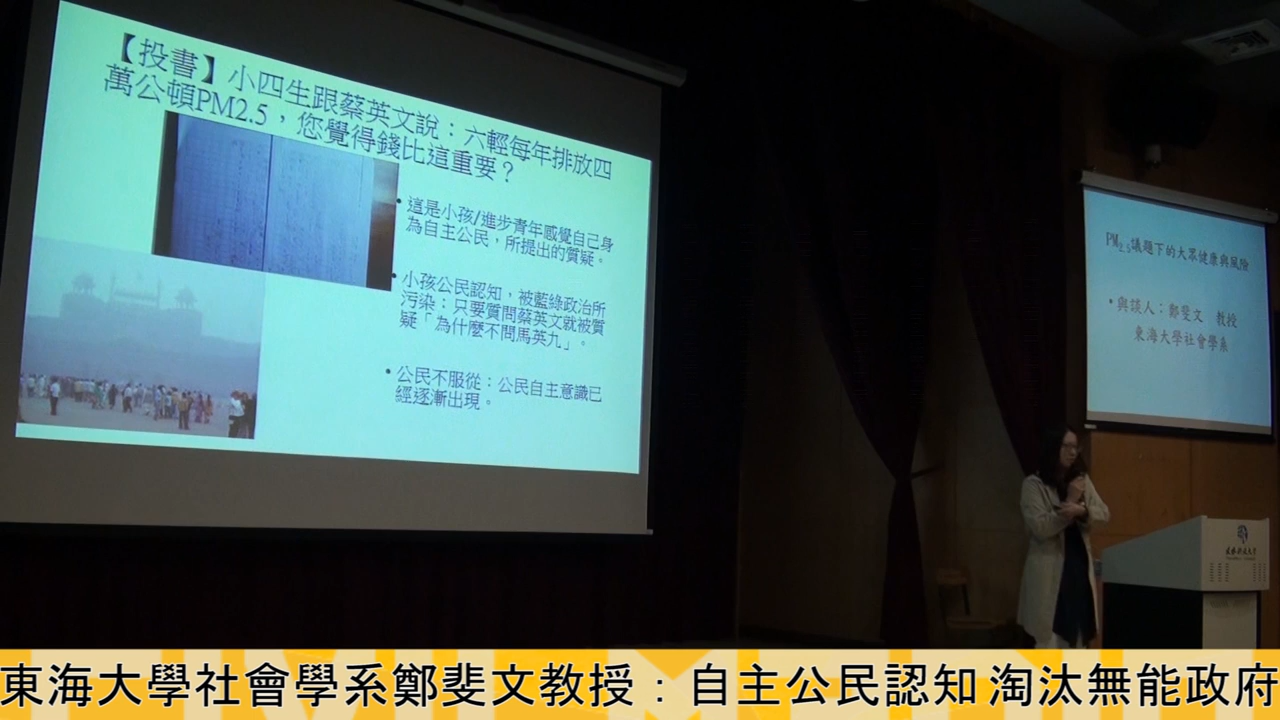 【投書】小四生跟蔡英文說：六輕每年排放四
萬公頓PM2.5，您覺得錢比這重要？
• 這是小孩/進步青年感覺自己身
為自主公民，所提出的質疑。
• 小孩公民認知，被藍綠政治所
污染：只要質問蔡英文就被質
疑「為什麼不問馬英九」。
• 公民不服從：公民自主意識已
經逐漸出現。
PM2.5議題下的大眾健康與風險
• 與談人：鄭斐文 教授
東海大學社會學系
東海大學社會學系鄭斐文教授：自主公民認知 淘汰無能政府